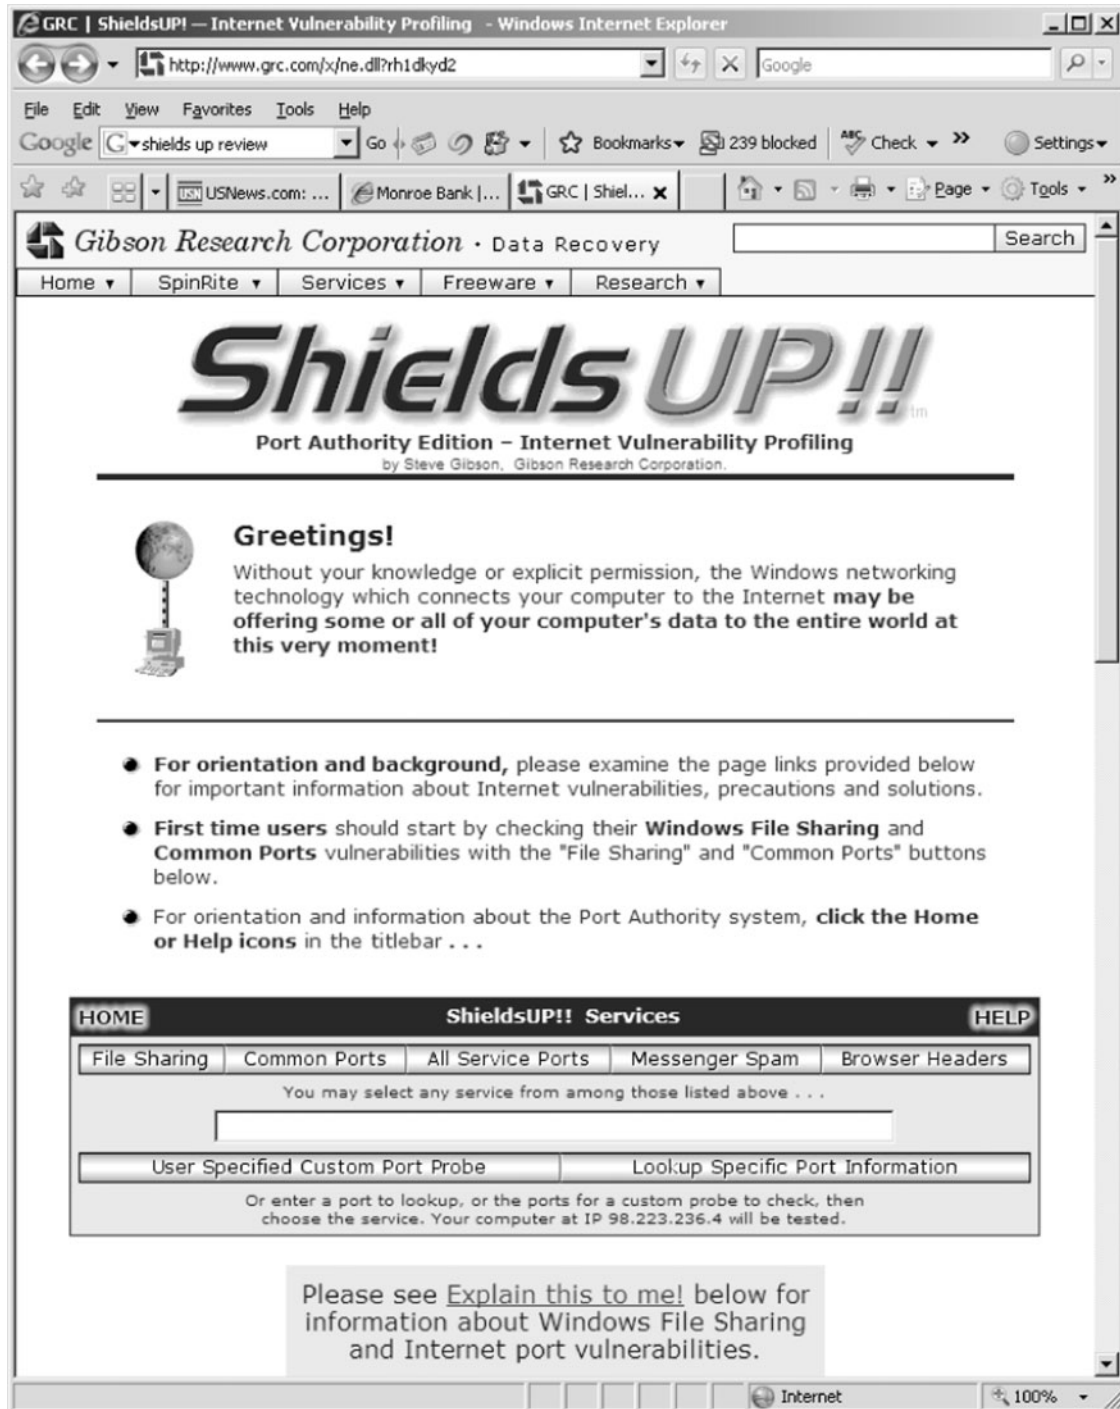 GRC | ShieldsUP! — Internet Vulnerability Profiling - Windows Internet Explorer
http://www.grc.com/x/ne.dll?rh1dkyd2
Google
File Edit View Favorites Tools Help
Google G shields up review Go Bookmarks 239 blocked ABC Check » Settings
USN USNews.com: ... Monroe Bank |... GRC | Shiel... X Page Tools »
Gibson Research Corporation · Data Recovery Search
Home SpinRite Services Freeware Research
ShieldsUP!! tm
Port Authority Edition – Internet Vulnerability Profiling
by Steve Gibson, Gibson Research Corporation.
Greetings!
Without your knowledge or explicit permission, the Windows networking
technology which connects your computer to the Internet may be
offering some or all of your computer's data to the entire world at
this very moment!
For orientation and background, please examine the page links provided below
for important information about Internet vulnerabilities, precautions and solutions.
First time users should start by checking their Windows File Sharing and
Common Ports vulnerabilities with the "File Sharing" and "Common Ports" buttons
below.
For orientation and information about the Port Authority system, click the Home
or Help icons in the titlebar . . .
HOME ShieldsUP!! Services HELP
File Sharing Common Ports All Service Ports Messenger Spam Browser Headers
You may select any service from among those listed above . . .
User Specified Custom Port Probe Lookup Specific Port Information
Or enter a port to lookup, or the ports for a custom probe to check, then
choose the service. Your computer at IP 98.223.236.4 will be tested.
Please see Explain this to me! below for
information about Windows File Sharing
and Internet port vulnerabilities.
Internet 100%